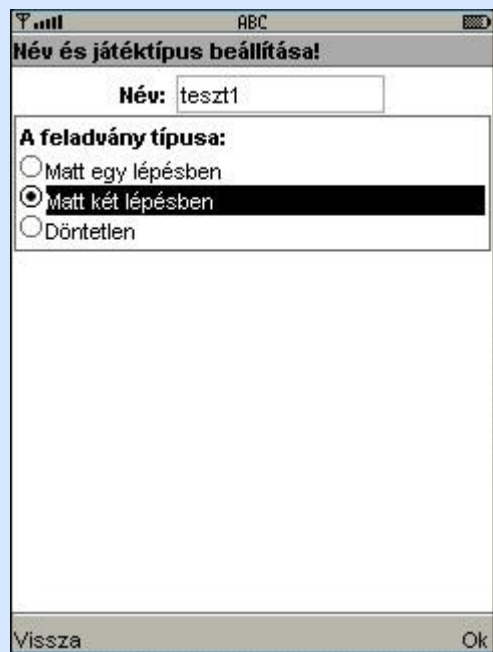 ABC
Név és játéktípus beállítása!
Név: teszt1
A feladvány típusa:
Matt egy lépésben
Matt két lépésben
Döntetlen
Vissza Ok